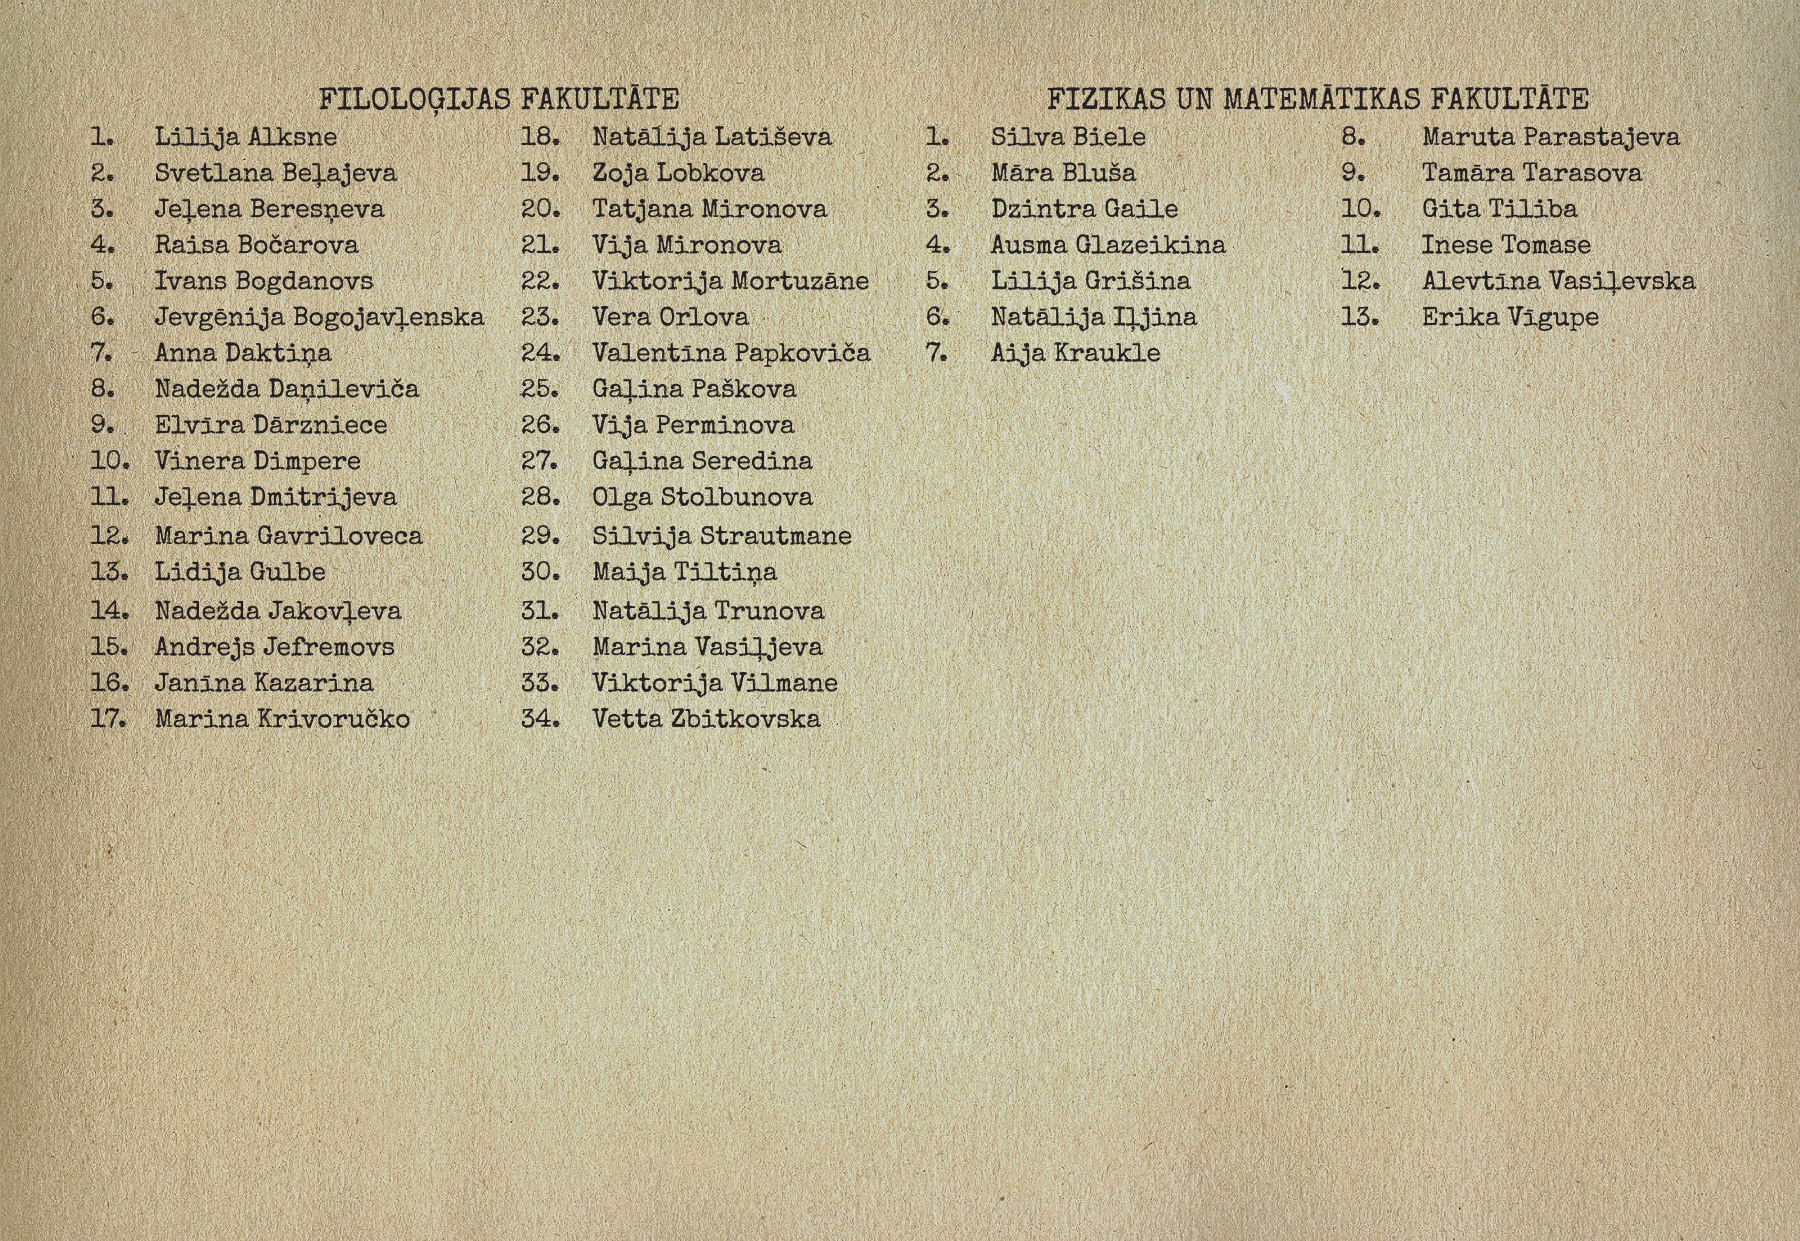 FILOLOĢIJAS FAKULTĀTE
1. Lilija Alksne
2. Svetlana Beļajeva
3. Jeļena Beresņeva
4. Raisa Bočarova
5. Ivans Bogdanovs
6. Jevgēnija Bogojavļenska
7. Anna Daktiņa
8. Nadežda Daņileviča
9. Elvīra Dārzniece
10. Vinera Dimpere
11. Jeļena Dmitrijeva
12. Marina Gavriloveca
13. Lidija Gulbe
14. Nadežda Jakovļeva
15. Andrejs Jefremovs
16. Janīna Kazarina
17. Marina Krivoručko
18. Natālija Latiševa
19. Zoja Lobkova
20. Tatjana Mironova
21. Vija Mironova
22. Viktorija Mortuzāne
23. Vera Orlova
24. Valentīna Papkoviča
25. Gaļina Paškova
26. Vija Perminova
27. Gaļina Seredina
28. Olga Stolbunova
29. Silvija Strautmane
30. Maija Tiltiņa
31. Natālija Trunova
32. Marina Vasiļjeva
33. Viktorija Vilmane
34. Vetta Zbitkovska
FIZIKAS UN MATEMĀTIKAS FAKULTĀTE
1. Silva Biele
2. Māra Bluša
3. Dzintra Gaile
4. Ausma Glazeikina
5. Lilija Grišina
6. Natālija Iļjina
7. Aija Kraukle
8. Maruta Parastajeva
9. Tamāra Tarasova
10. Gita Tiliba
11. Inese Tomase
12. Alevtīna Vasiļevska
13. Erika Vīgupe